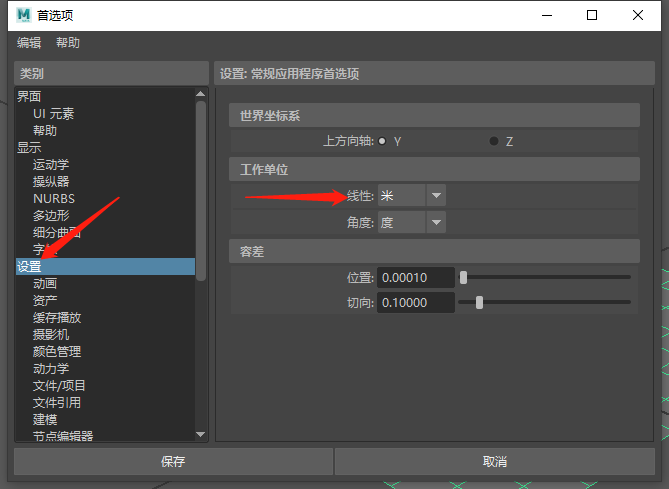 首选项
编辑 帮助
类别
设置: 常规应用程序首选项
界面
UI 元素
帮助
显示
运动学
操纵器
NURBS
多边形
细分曲面
设置
动画
资产
缓存播放
摄影机
颜色管理
动力学
文件/项目
文件引用
建模
节点编辑器
世界坐标系
上方向轴: Y Z
工作单位
线性: 米
角度: 度
容差
位置: 0.00010
切向: 0.10000
保存 取消